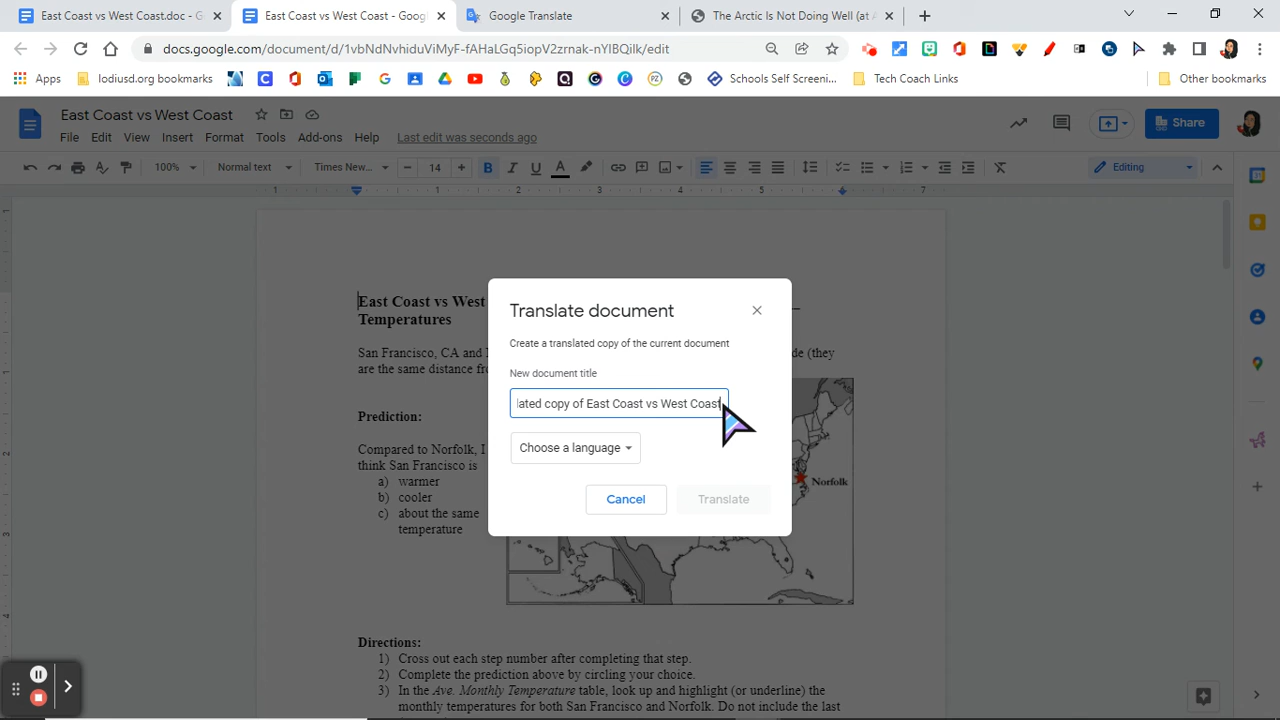 East Coast vs West Coast.doc - G
East Coast vs West Coast - Goog
Google Translate
The Arctic Is Not Doing Well (at A
docs.google.com/document/d/1vbNdNvhiduViMyF-fAHaLGq5iopV2zrnak-nYlBQilk/edit
Apps
lodiusd.org bookmarks
Schools Self Screeni...
Tech Coach Links
Other bookmarks
East Coast vs West Coast
File Edit View Insert Format Tools Add-ons Help Last edit was seconds ago
Share
100% Normal text Times New... 14 B I U A Editing
1 1 2 3 4 5 7
East Coast vs West
Temperatures
San Francisco, CA and
de (they
are the same distance fro
Prediction:
Compared to Norfolk, I
think San Francisco is
a) warmer
b) cooler
c) about the same
temperature
Norfolk
Translate document
Create a translated copy of the current document
New document title
lated copy of East Coast vs West Coast
Choose a language
Cancel Translate
Directions:
1) Cross out each step number after completing that step.
2) Complete the prediction above by circling your choice.
3) In the Ave. Monthly Temperature table, look up and highlight (or underline) the
monthly temperatures for both San Francisco and Norfolk. Do not include the last